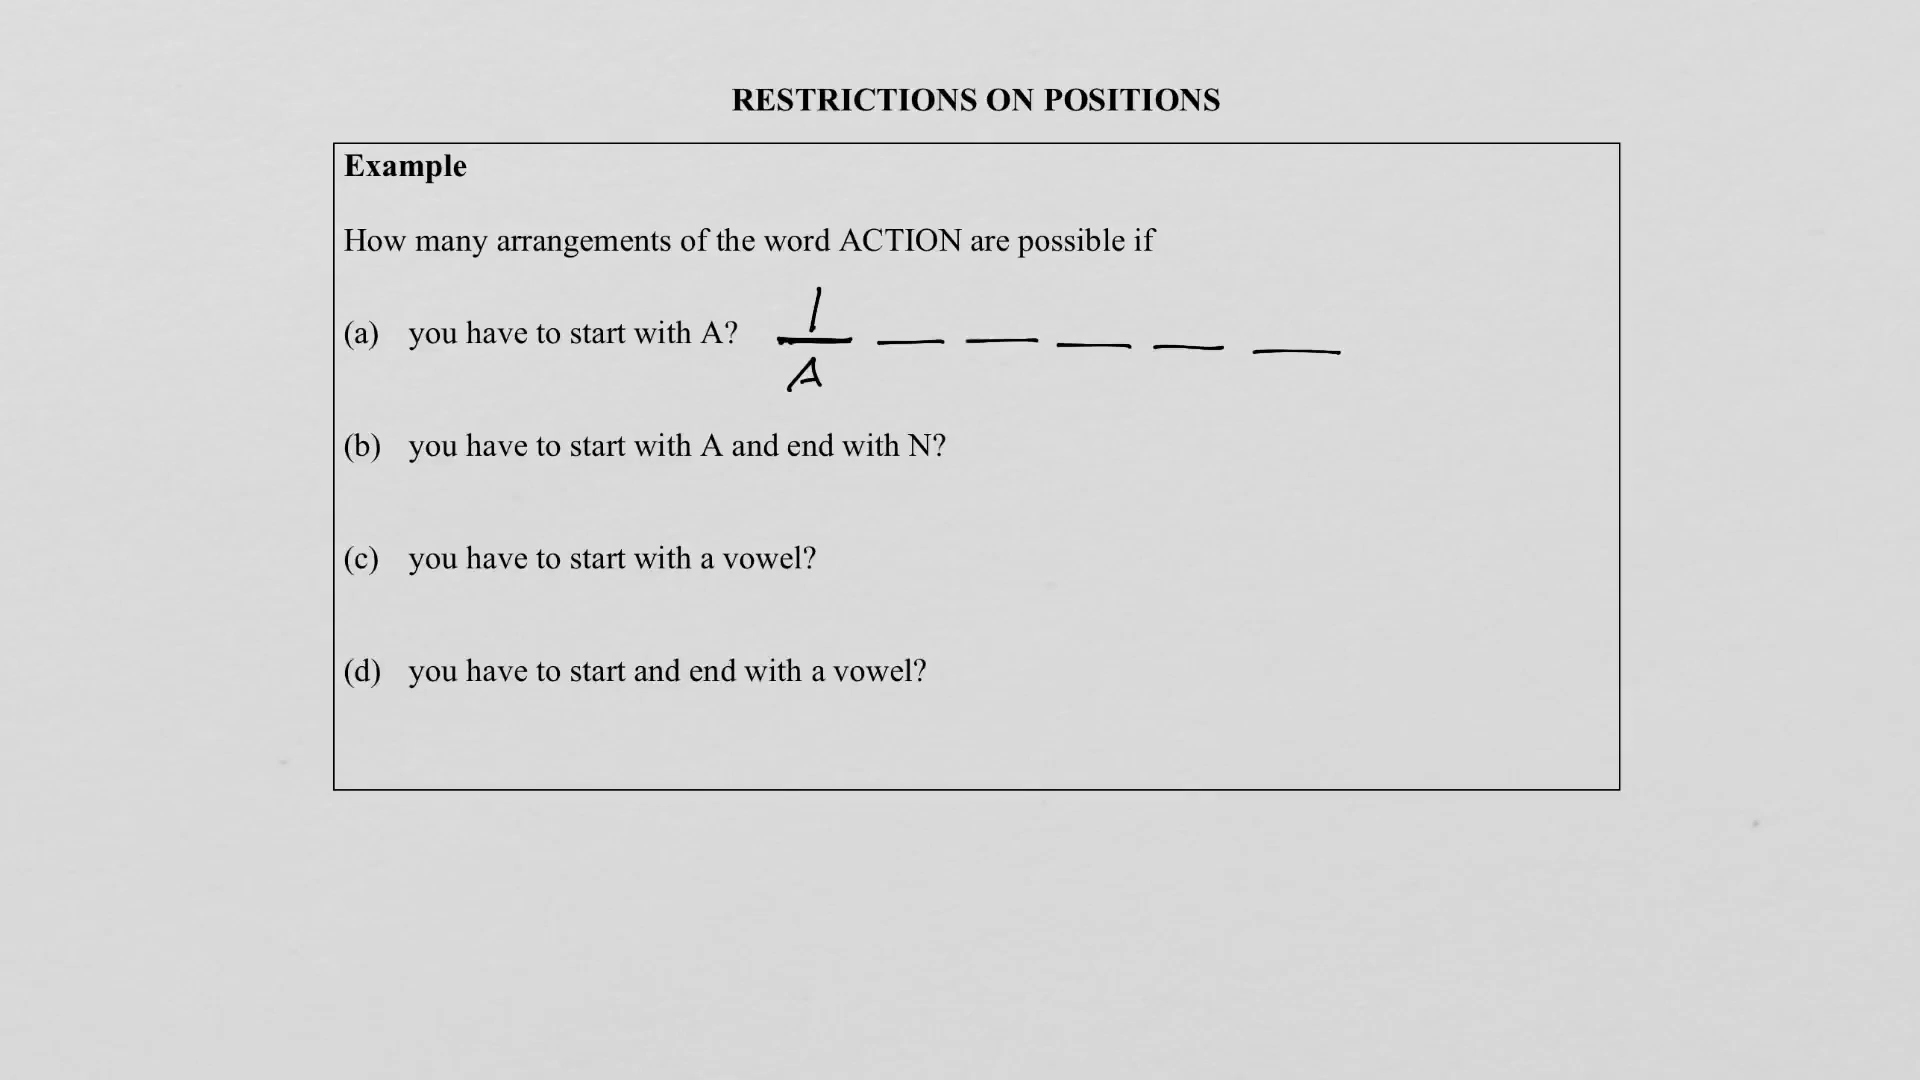 RESTRICTIONS ON POSITIONS
Example
How many arrangements of the word ACTION are possible if
1
(a) you have to start with A?
A
(b) you have to start with A and end with N?
(c) you have to start with a vowel?
(d) you have to start and end with a vowel?